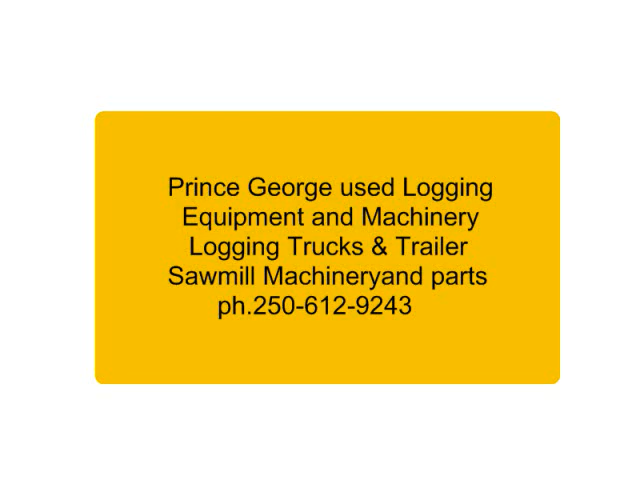 Prince George used Logging
Equipment and Machinery
Logging Trucks & Trailer
Sawmill Machineryand parts
ph.250-612-9243